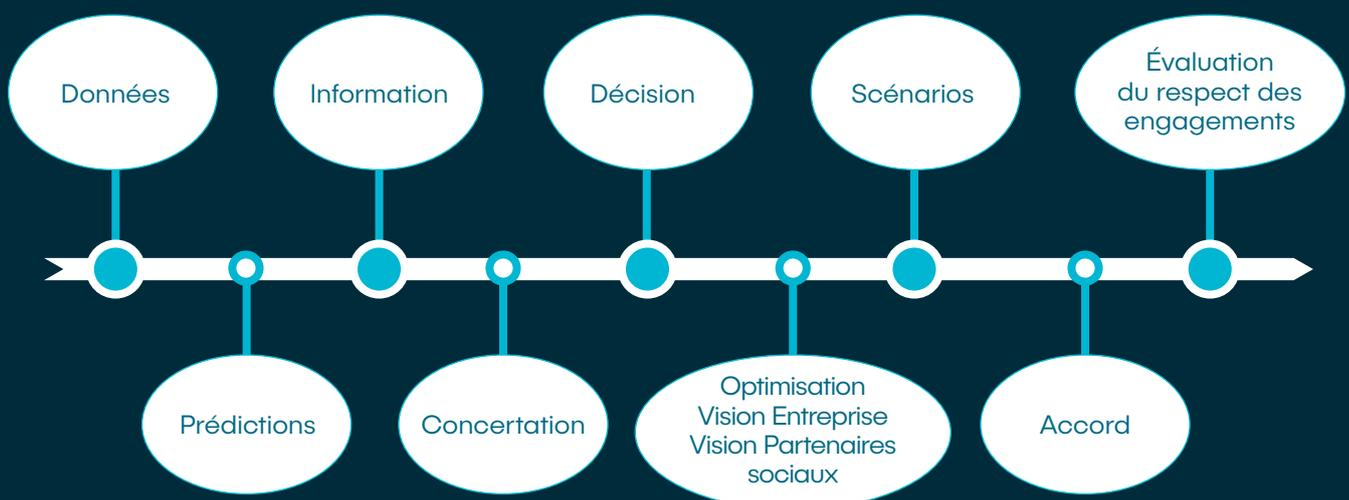 Données
Information
Décision
Scénarios
Évaluation
du respect des
engagements
Prédictions
Concertation
Optimisation
Vision Entreprise
Vision Partenaires
sociaux
Accord